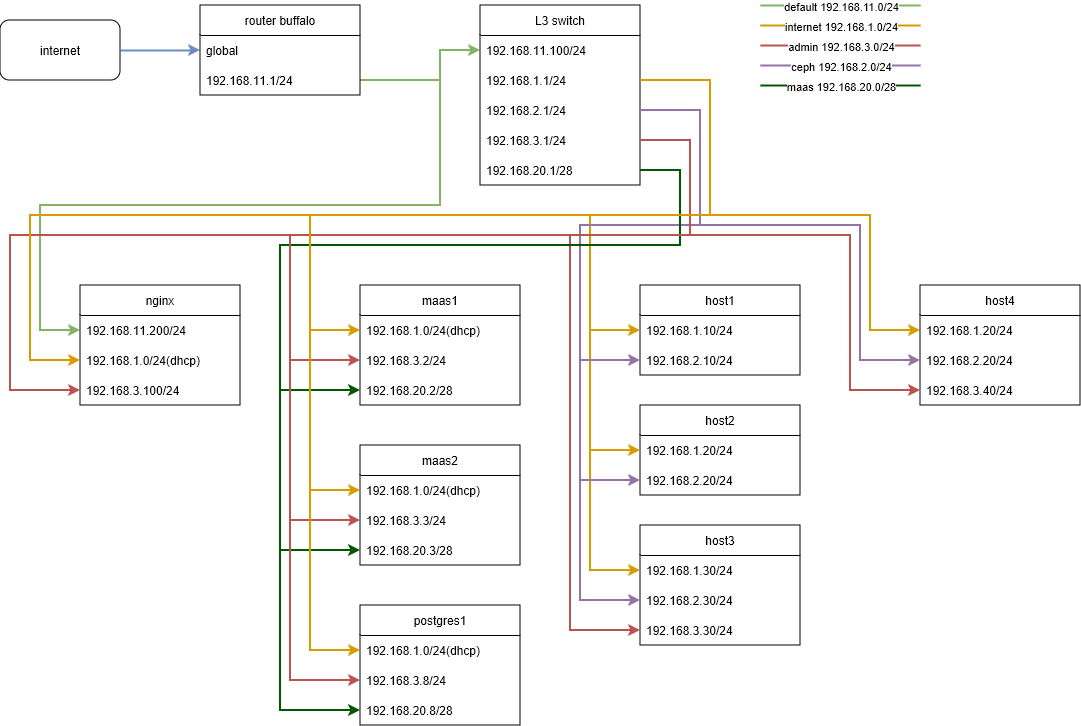 internet
router buffalo
global
192.168.11.1/24
L3 switch
192.168.11.100/24
192.168.1.1/24
192.168.2.1/24
192.168.3.1/24
192.168.20.1/28
default 192.168.11.0/24
internet 192.168.1.0/24
admin 192.168.3.0/24
ceph 192.168.2.0/24
maas 192.168.20.0/28
nginx
192.168.11.200/24
192.168.1.0/24(dhcp)
192.168.3.100/24
maas1
192.168.1.0/24(dhcp)
192.168.3.2/24
192.168.20.2/28
maas2
192.168.1.0/24(dhcp)
192.168.3.3/24
192.168.20.3/28
postgres1
192.168.1.0/24(dhcp)
192.168.3.8/24
192.168.20.8/28
host1
192.168.1.10/24
192.168.2.10/24
host2
192.168.1.20/24
192.168.2.20/24
host3
192.168.1.30/24
192.168.2.30/24
192.168.3.30/24
host4
192.168.1.20/24
192.168.2.20/24
192.168.3.40/24